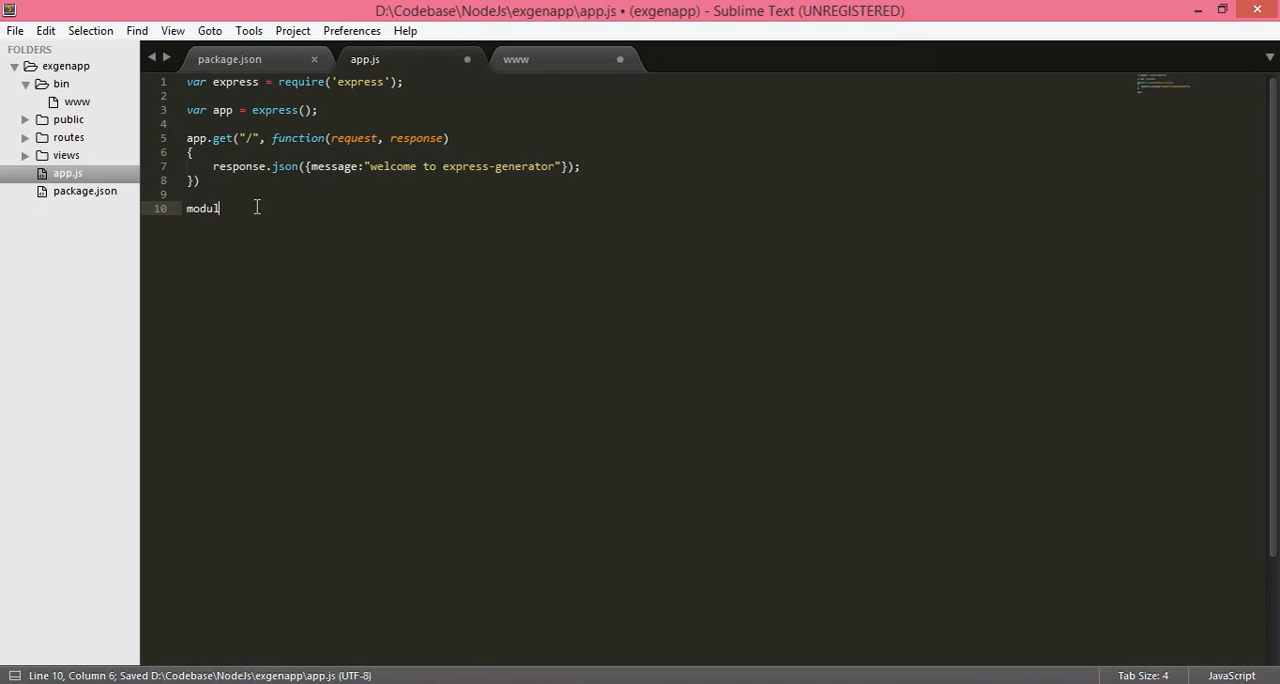 D:\Codebase\NodeJs\exgenapp\app.js • (exgenapp) - Sublime Text (UNREGISTERED)
File Edit Selection Find View Goto Tools Project Preferences Help
FOLDERS
exgenapp
bin
www
public
routes
views
app.js
package.json
package.json app.js www
1 var express = require('express');
2
3 var app = express();
4
5 app.get("/", function(request, response)
6 {
7 response.json({message:"welcome to express-generator"});
8 })
9
10 modul
Line 10, Column 6; Saved D:\Codebase\NodeJs\exgenapp\app.js (UTF-8) Tab Size: 4 JavaScript